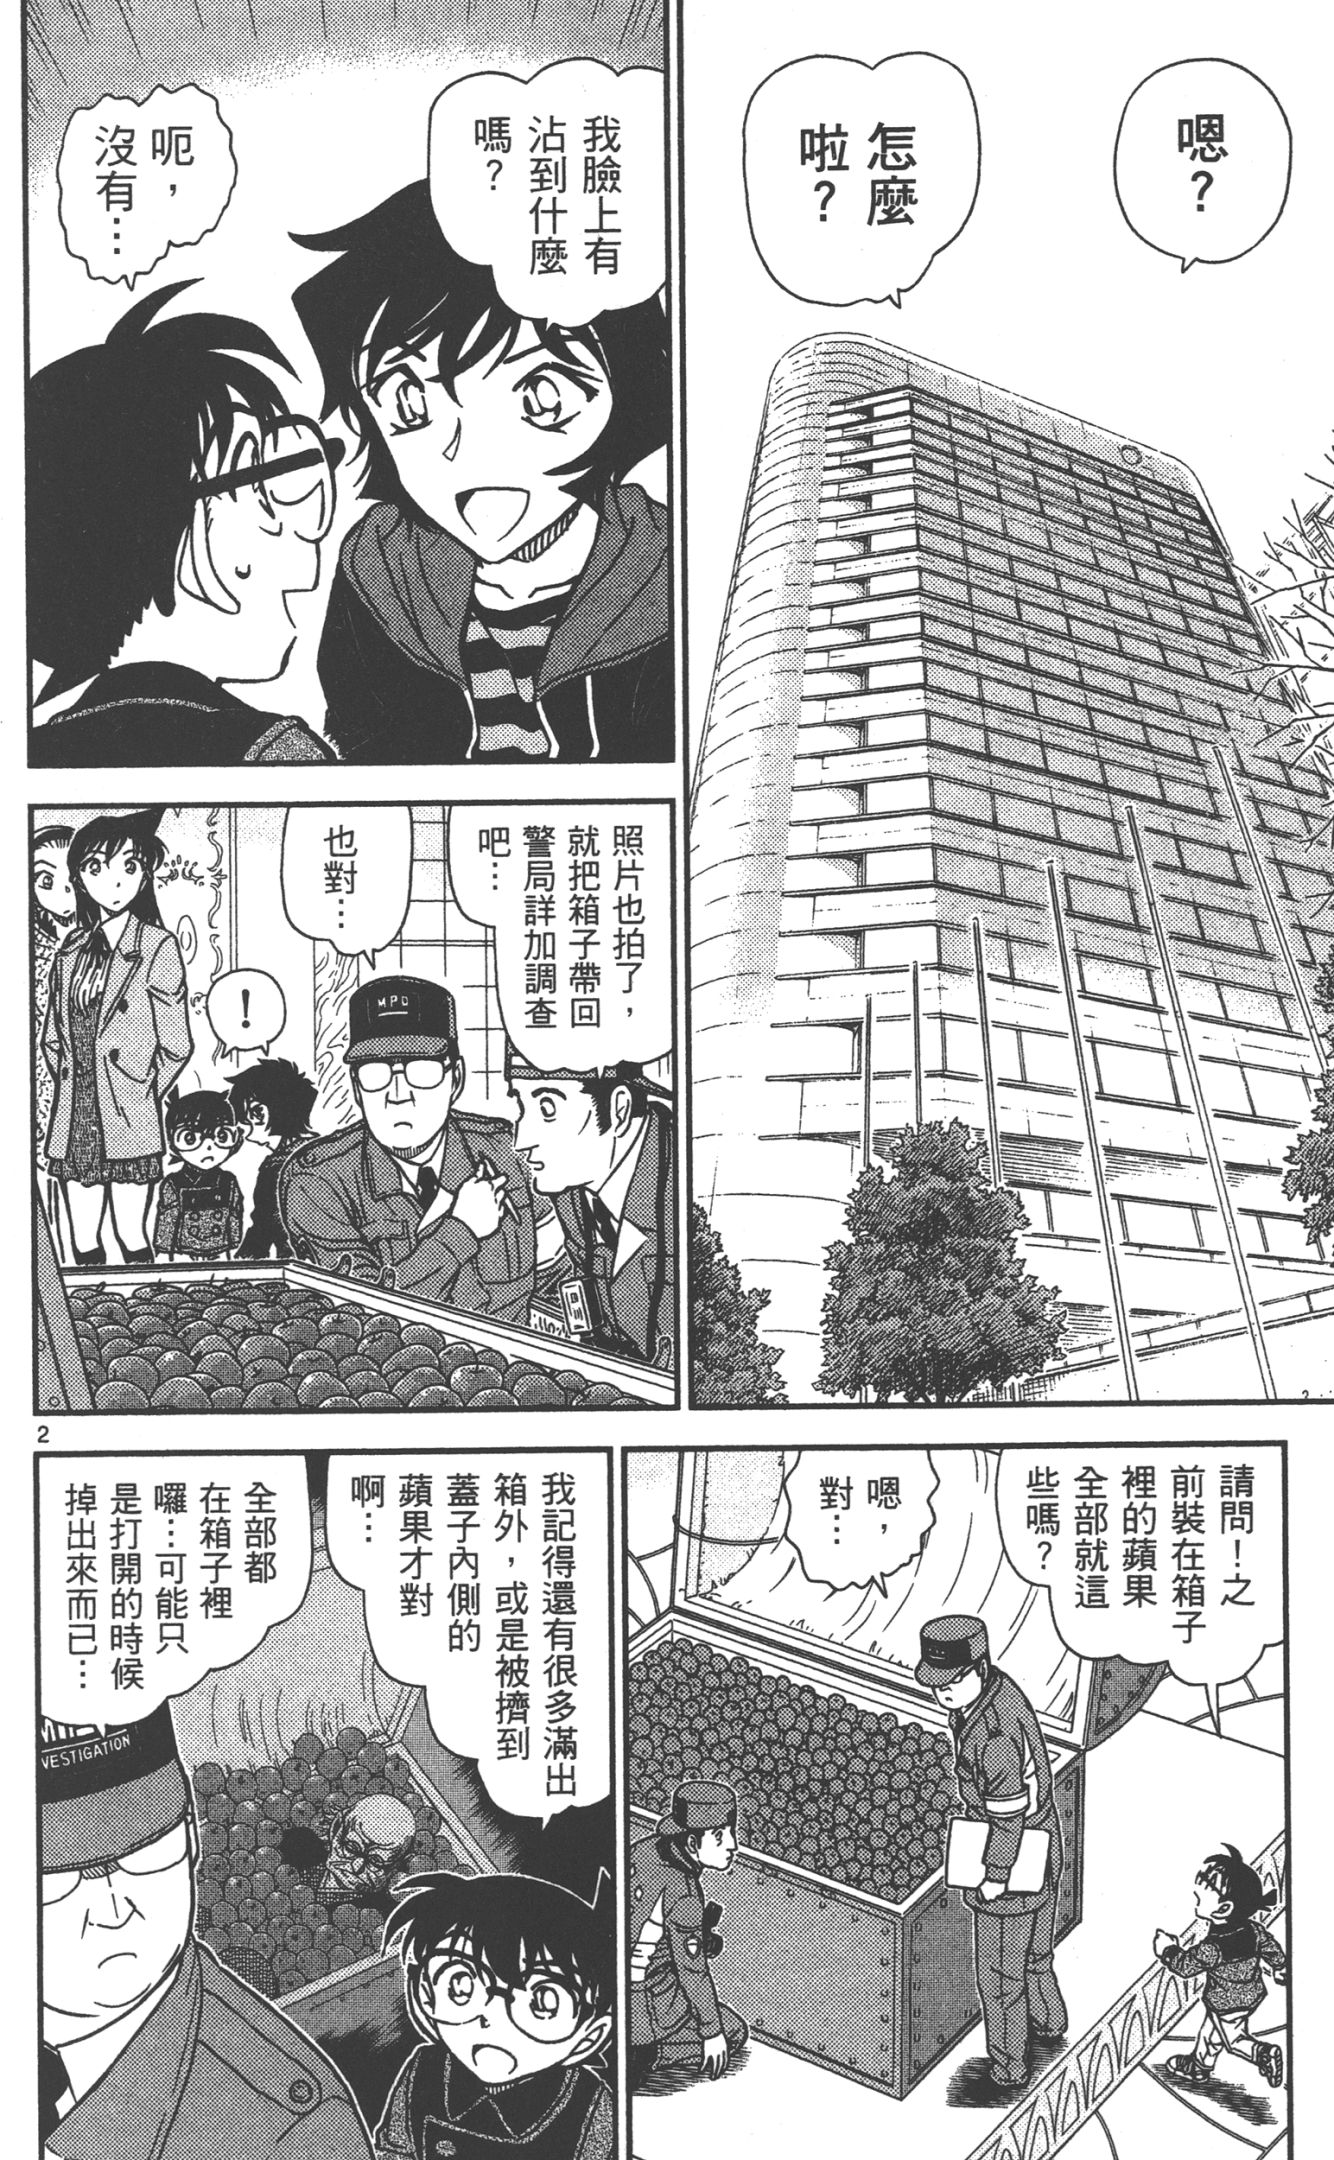 嗯？
怎麼
啦？
我臉上有
沾到什麼
嗎？
呃，
沒有…
照片也拍了，
就把箱子帶回
警局詳加調查
吧…
也對…
MPD
！
2
請問！之
前裝在箱子
裡的蘋果
全部就這
些嗎？
嗯，
對…
我記得還有很多滿出
箱外，或是被擠到
蓋子內側的
蘋果才對
啊…
全部都
在箱子裡
囉…可能只
是打開的時候
掉出來而已…
VESTIGATION